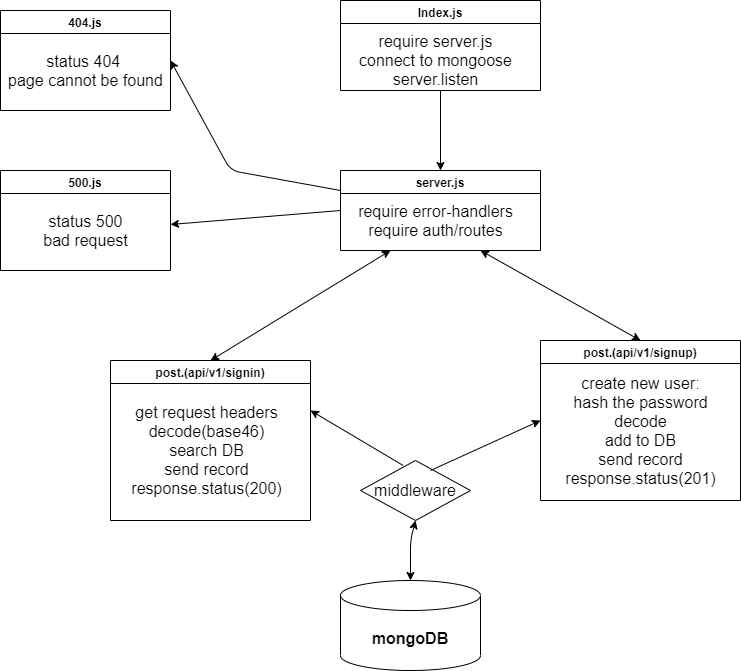 404.js
status 404
page cannot be found
Index.js
require server.js
connect to mongoose
server.listen
500.js
status 500
bad request
server.js
require error-handlers
require auth/routes
post.(api/v1/signin)
get request headers
decode(base46)
search DB
send record
response.status(200)
post.(api/v1/signup)
create new user:
hash the password
decode
add to DB
send record
response.status(201)
middleware
mongoDB